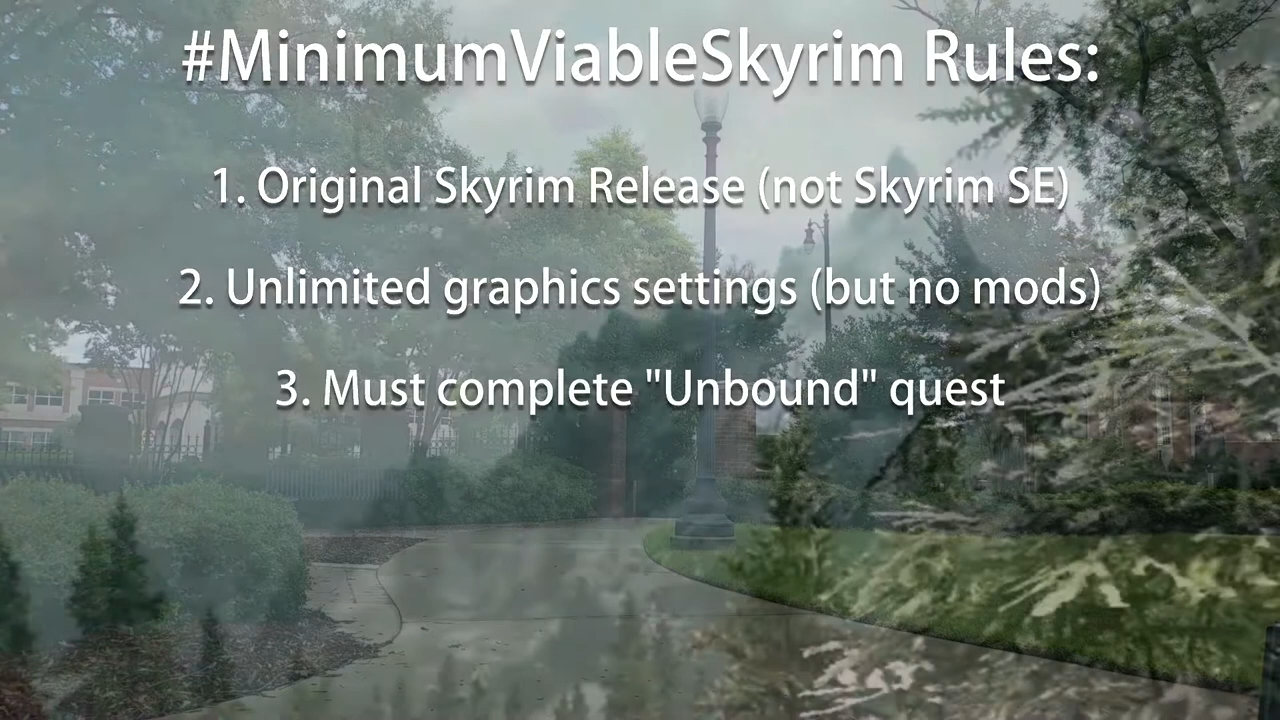 #MinimumViableSkyrim Rules:
1. Original Skyrim Release (not Skyrim SE)
2. Unlimited graphics settings (but no mods)
3. Must complete "Unbound" quest